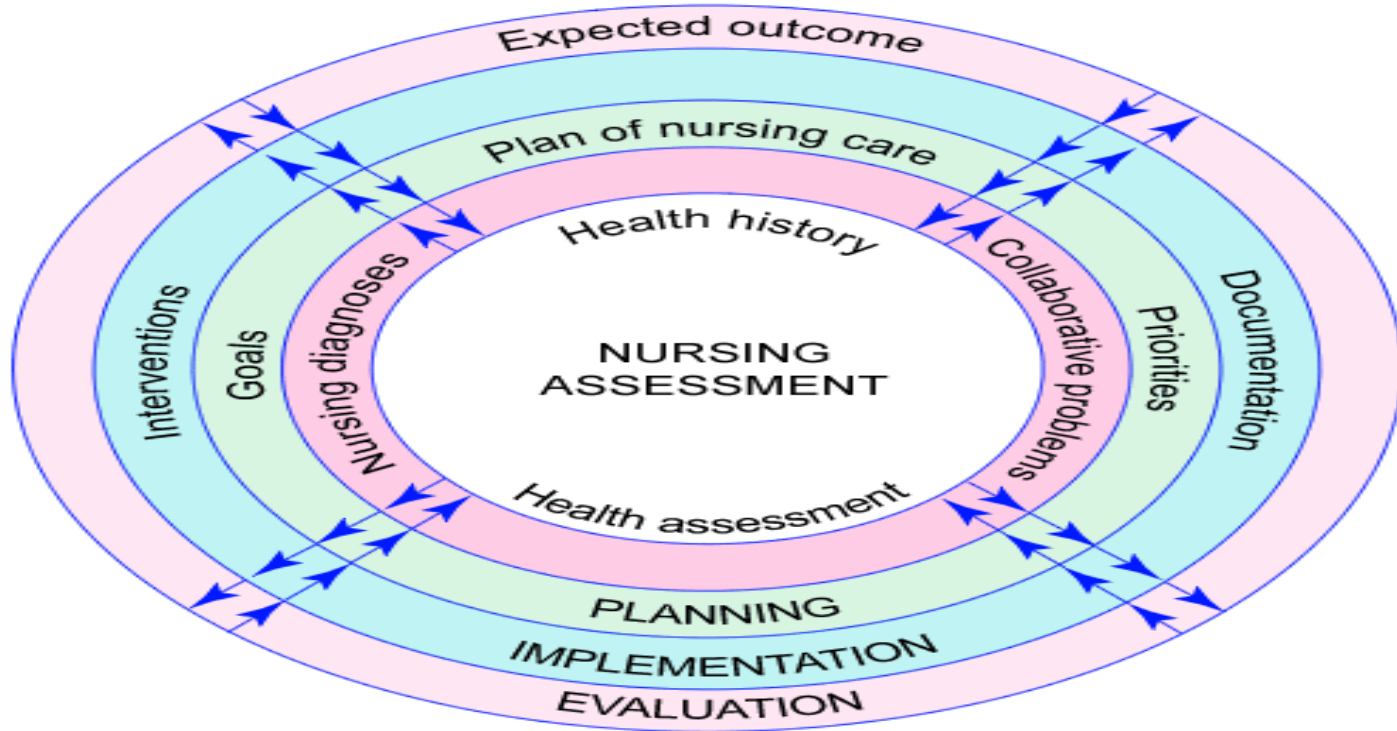 Expected outcome
Plan of nursing care
Health history
Interventions
Goals
Nursing diagnoses
NURSING
ASSESSMENT
Collaborative problems
Priorities
Documentation
Health assessment
PLANNING
IMPLEMENTATION
EVALUATION